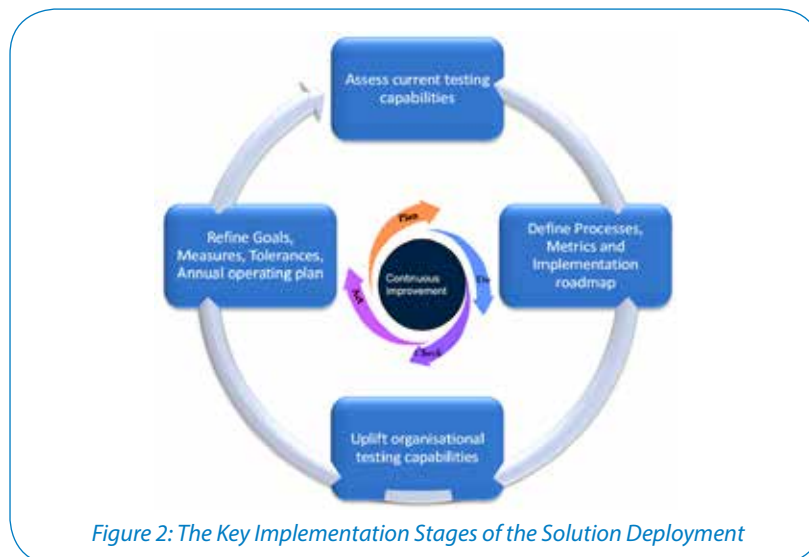 Assess current testing
capabilities
Refine Goals,
Measures, Tolerances,
Annual operating plan
Plan
Do
Continuous
improvement
Act
Check
Define Processes,
Metrics and
Implementation
roadmap
Uplift organisational
testing capabilities
Figure 2: The Key Implementation Stages of the Solution Deployment